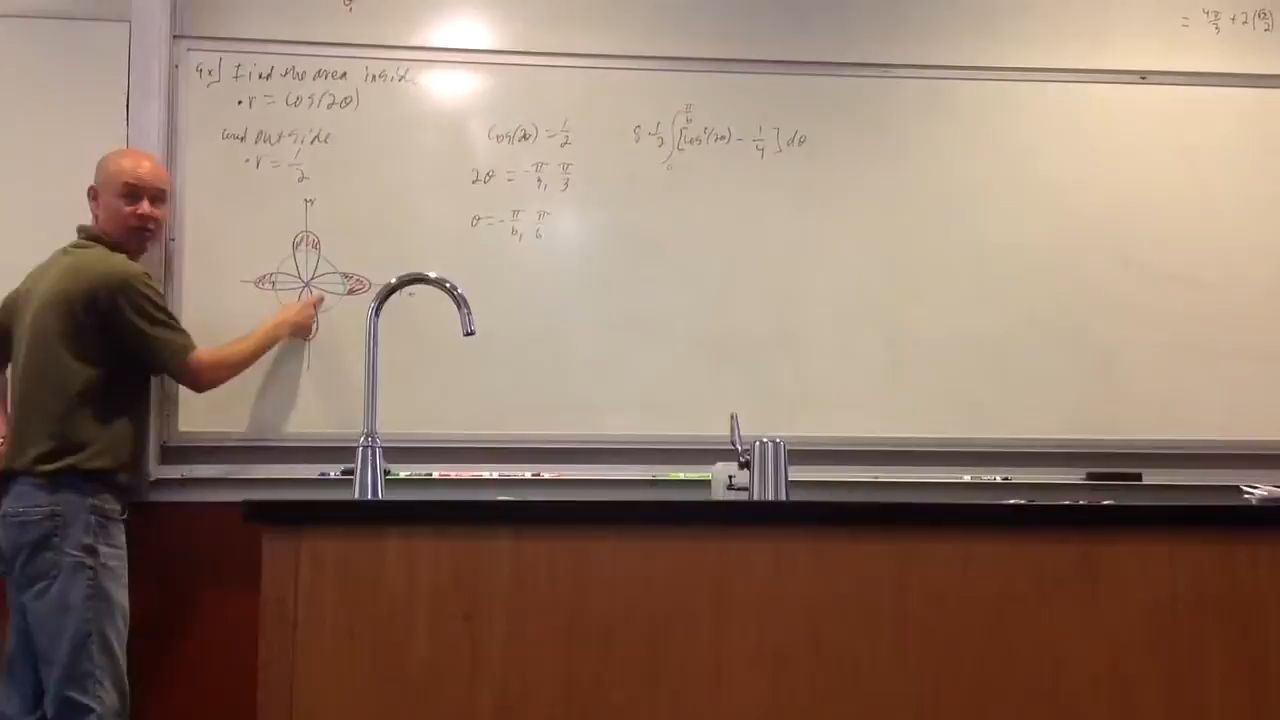 Ex] Find the area inside
• r = cos(2θ)
and outside
• r = 1/2
cos(2θ) = 1/2
2θ = -π/3, π/3
θ = -π/6, π/6
8 · 1/2 ∫₀^(π/6) [cos²(2θ) - 1/4] dθ
= 4π/3 + 2(√2/2)